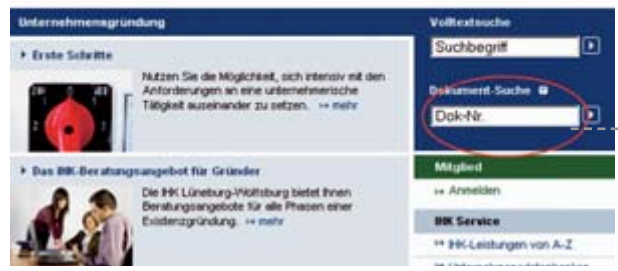 Unternehmensgründung
Erste Schritte
Nutzen Sie die Möglichkeit, sich intensiv mit den
Anforderungen an eine unternehmerische
Tätigkeit auseinander zu setzen. ↦ mehr
Das IHK-Beratungsangebot für Gründer
Die IHK Lüneburg-Wolfsburg bietet Ihnen
Beratungsangebote für alle Phasen einer
Existenzgründung. ↦ mehr
Volltextsuche
Suchbegriff
Dokument-Suche
Dok-Nr.
Mitglied
↦ Anmelden
IHK Service
↦ IHK-Leistungen von A-Z